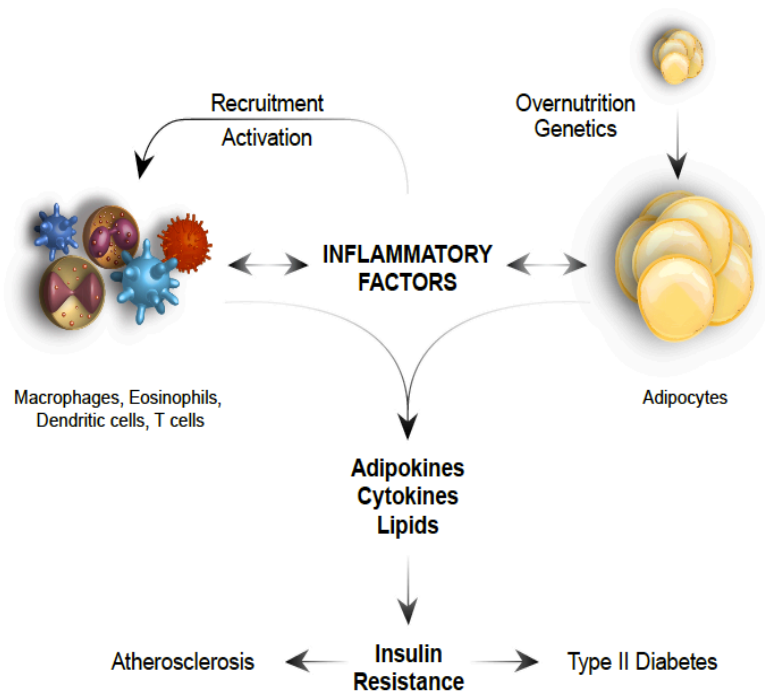 Recruitment
Activation
Overnutrition
Genetics
INFLAMMATORY
FACTORS
Macrophages, Eosinophils,
Dendritic cells, T cells
Adipocytes
Adipokines
Cytokines
Lipids
Atherosclerosis
Insulin
Resistance
Type II Diabetes